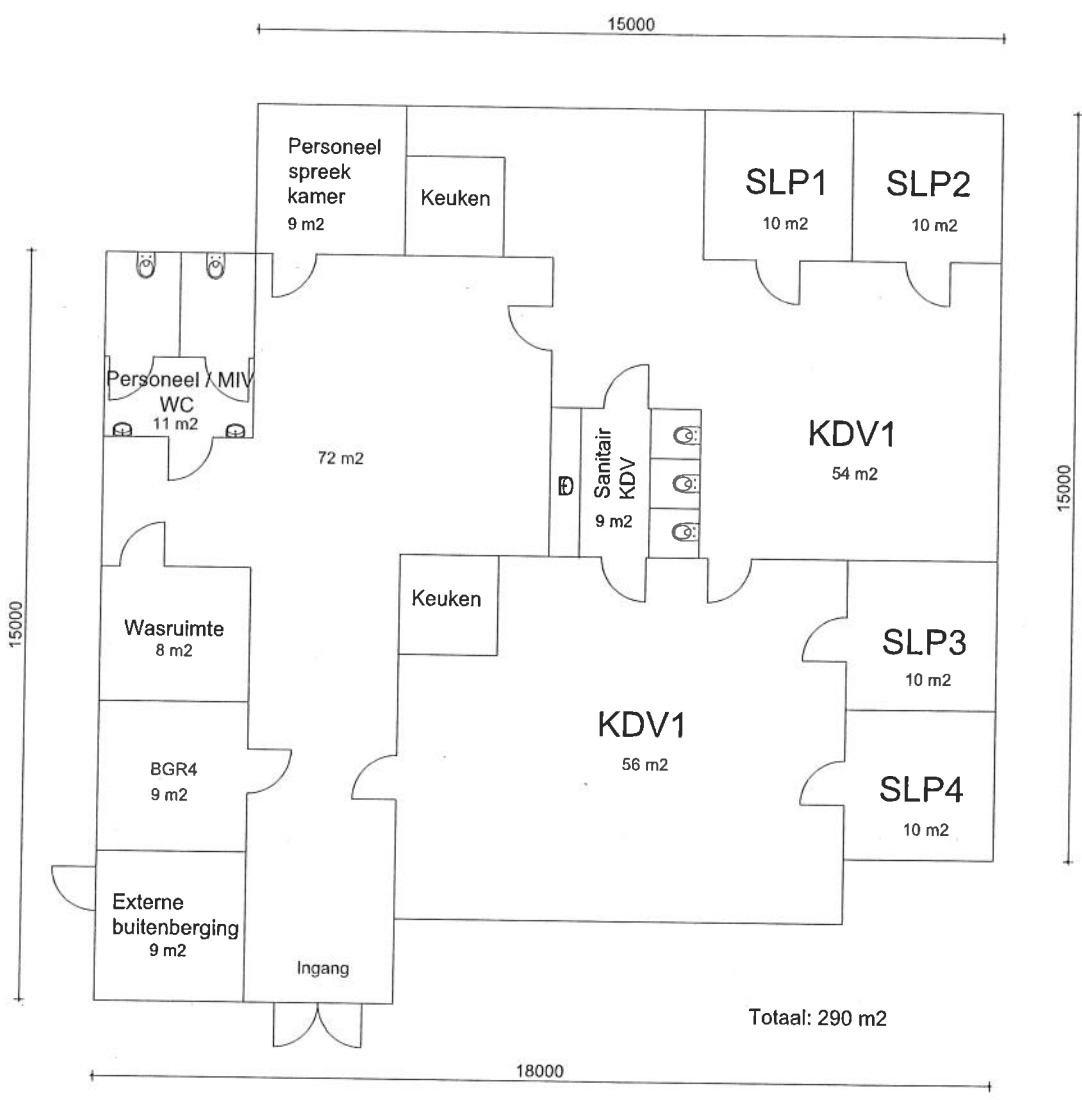 15000
Personeel
spreek
kamer
9 m2
Keuken
SLP1
10 m2
SLP2
10 m2
Personeel / MIV
WC
11 m2
72 m2
Sanitair
KDV
9 m2
KDV1
54 m2
15000
15000
Wasruimte
8 m2
Keuken
SLP3
10 m2
KDV1
56 m2
BGR4
9 m2
SLP4
10 m2
Externe
buitenberging
9 m2
Ingang
Totaal: 290 m2
18000